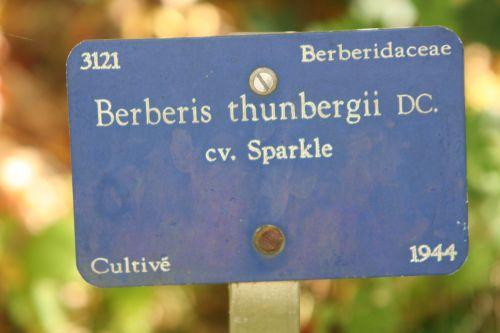 3121 Berberidaceae
Berberis thunbergii DC.
cv. Sparkle
Cultivé 1944